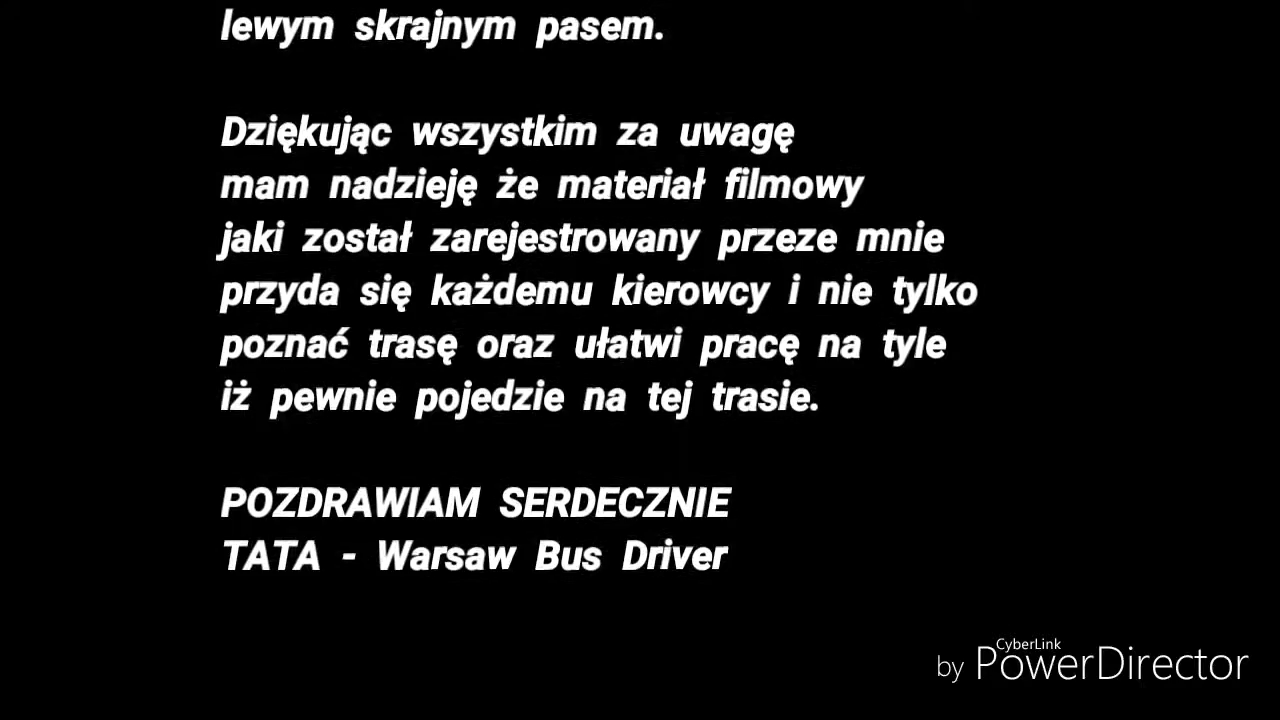 lewym skrajnym pasem.
Dziękując wszystkim za uwagę
mam nadzieję że materiał filmowy
jaki został zarejestrowany przeze mnie
przyda się każdemu kierowcy i nie tylko
poznać trasę oraz ułatwi pracę na tyle
iż pewnie pojedzie na tej trasie.
POZDRAWIAM SERDECZNIE
TATA - Warsaw Bus Driver
CyberLink
by PowerDirector